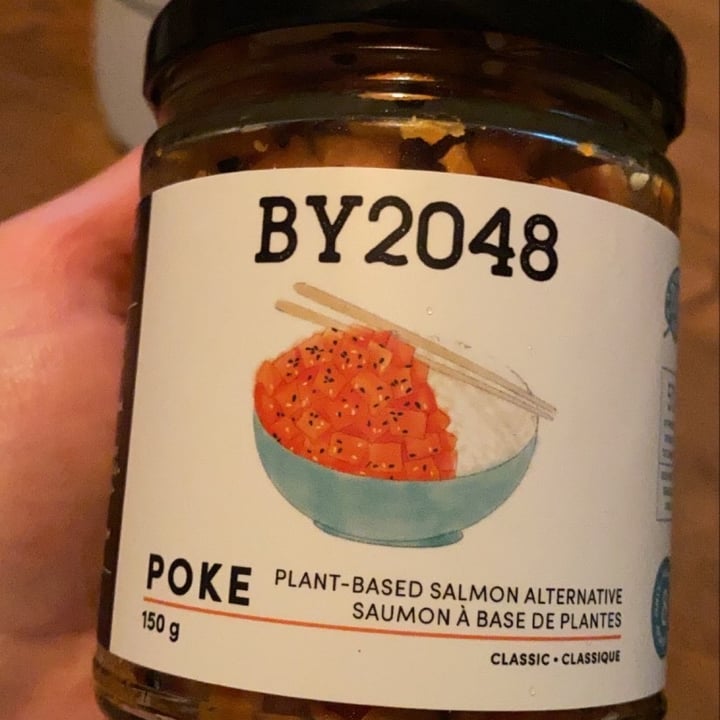 BY2048
POKE
PLANT-BASED SALMON ALTERNATIVE
SAUMON À BASE DE PLANTES
150 g
CLASSIC • CLASSIQUE